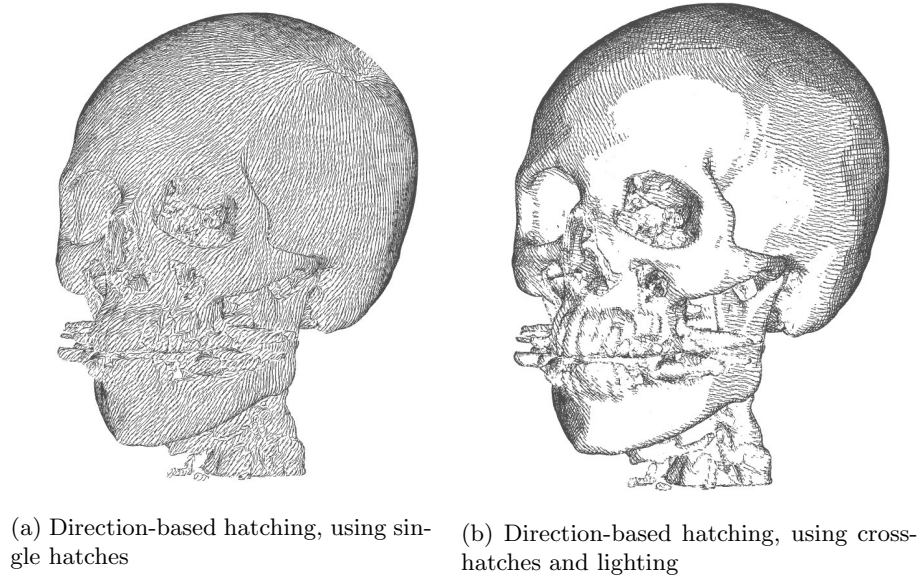 (a) Direction-based hatching, using sin-
gle hatches
(b) Direction-based hatching, using cross-
hatches and lighting